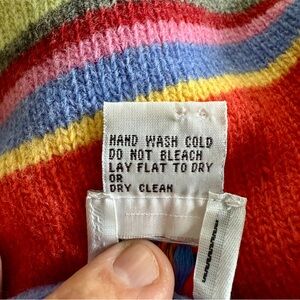 HAND WASH COLD
DO NOT BLEACH
LAY FLAT TO DRY
OR
DRY CLEAN